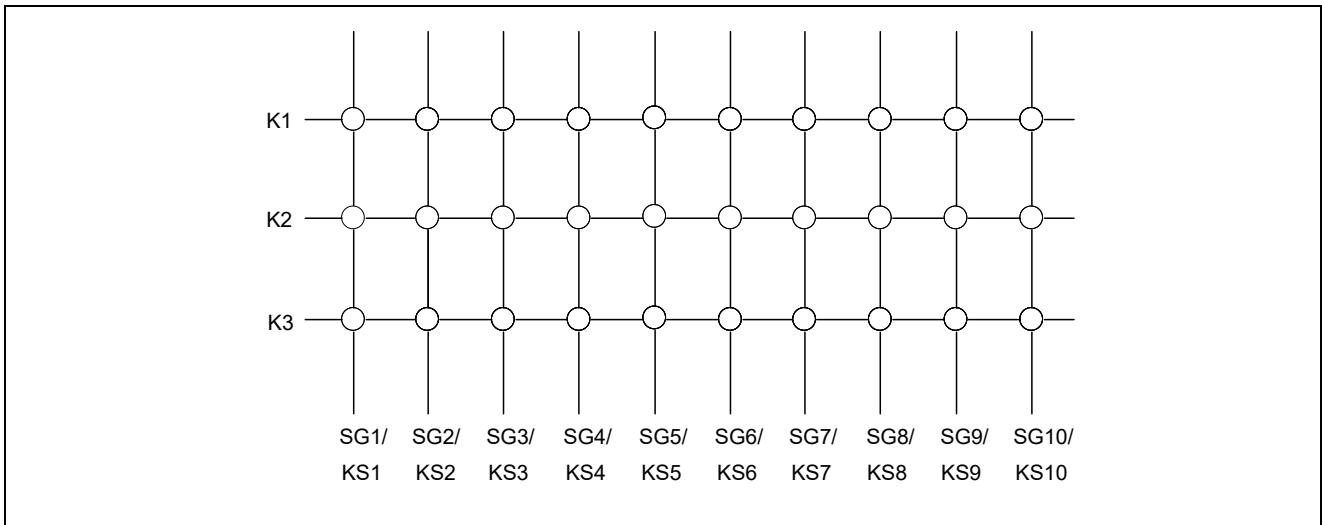 K1
K2
K3
SG1/ SG2/ SG3/ SG4/ SG5/ SG6/ SG7/ SG8/ SG9/ SG10/
KS1 KS2 KS3 KS4 KS5 KS6 KS7 KS8 KS9 KS10